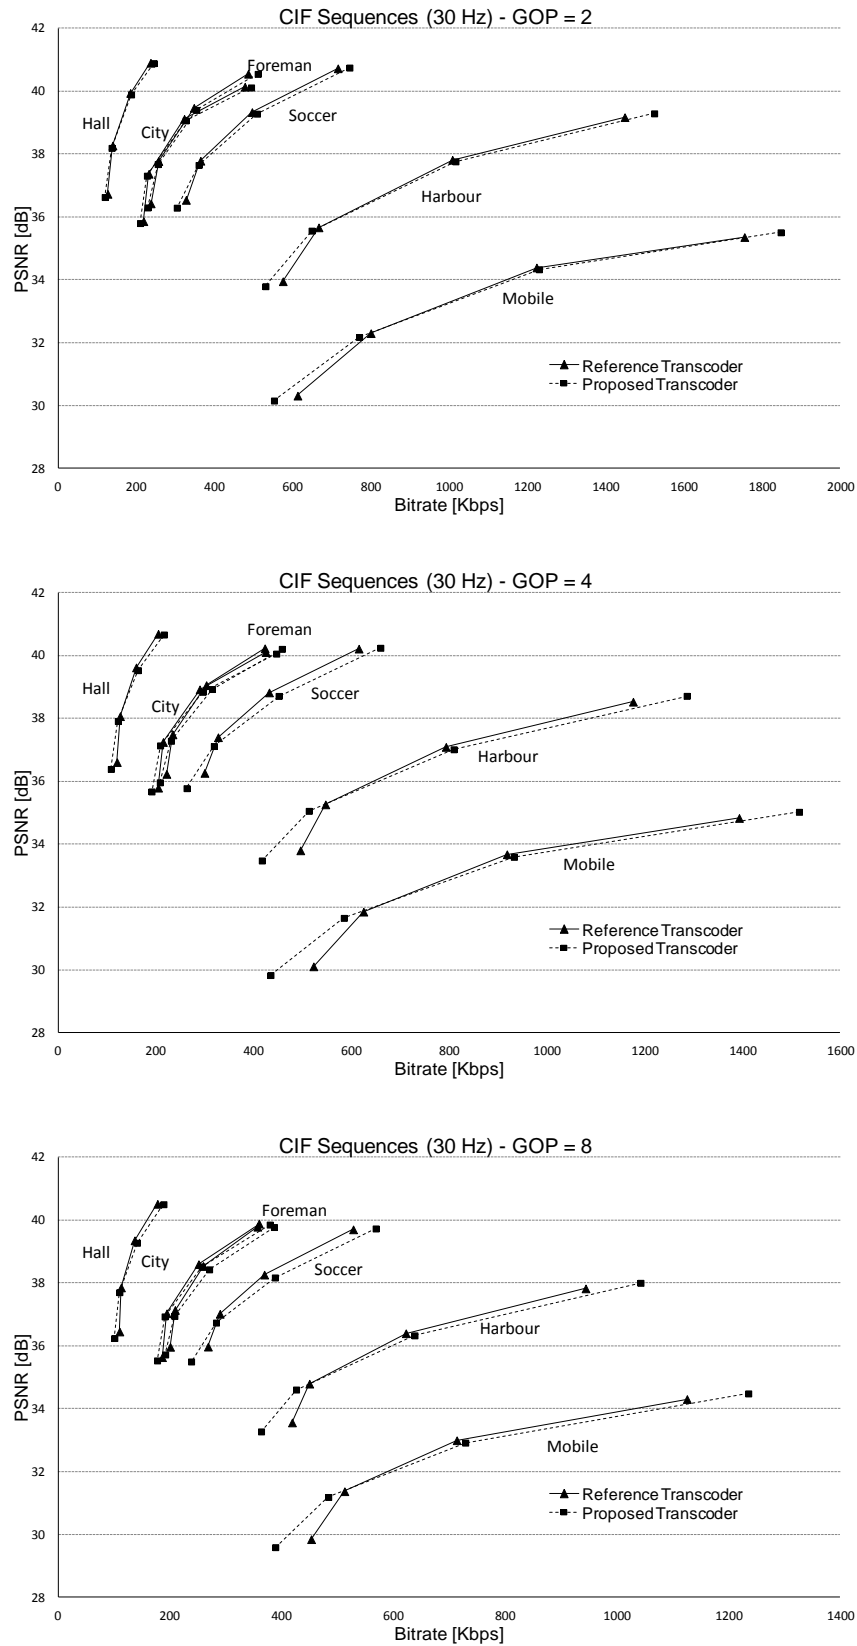 CIF Sequences (30 Hz) - GOP = 2
42
40
38
36
34
32
30
28
PSNR [dB]
Foreman
Hall
City
Soccer
Harbour
Mobile
Reference Transcoder
Proposed Transcoder
0 200 400 600 800 1000 1200 1400 1600 1800 2000
Bitrate [Kbps]
CIF Sequences (30 Hz) - GOP = 4
42
40
38
36
34
32
30
28
PSNR [dB]
Foreman
Hall
City
Soccer
Harbour
Mobile
Reference Transcoder
Proposed Transcoder
0 200 400 600 800 1000 1200 1400 1600
Bitrate [Kbps]
CIF Sequences (30 Hz) - GOP = 8
42
40
38
36
34
32
30
28
PSNR [dB]
Foreman
Hall
City
Soccer
Harbour
Mobile
Reference Transcoder
Proposed Transcoder
0 200 400 600 800 1000 1200 1400
Bitrate [Kbps]